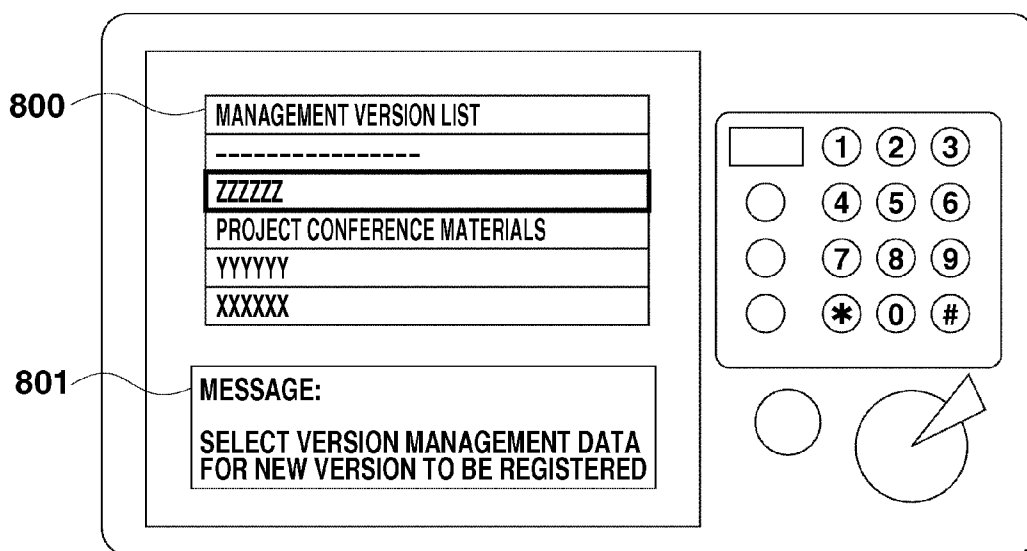 800
MANAGEMENT VERSION LIST
----------------
ZZZZZZ
PROJECT CONFERENCE MATERIALS
YYYYYY
XXXXXX
801
MESSAGE:
SELECT VERSION MANAGEMENT DATA
FOR NEW VERSION TO BE REGISTERED
1 2 3
4 5 6
7 8 9
* 0 #